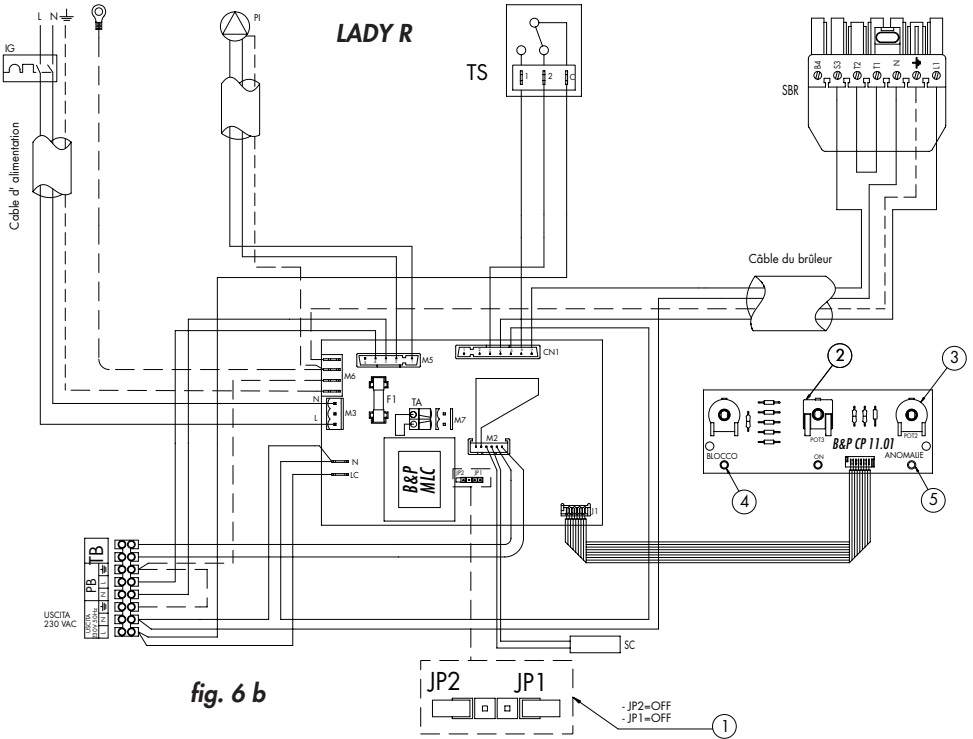 L N
IG
Cable d' alimentation
PI
LADY R
TS
1 2 C
B4 S3 T2 T1 N L1
SBR
Câble du brûleur
M5
CN1
M6
N
L
M3
F1
TA
M7
M2
N
LC
B&P
MLC
JP2 JP1
J1
2
3
POT3
POT2
B&P CP 11.01
BLOCCO
ON
ANOMALIE
4
5
TB
PB
L
N
USCITA
230 VAC
USCITA
230V 50Hz
N
L
SC
fig. 6 b
JP2 JP1
- JP2=OFF
- JP1=OFF
1